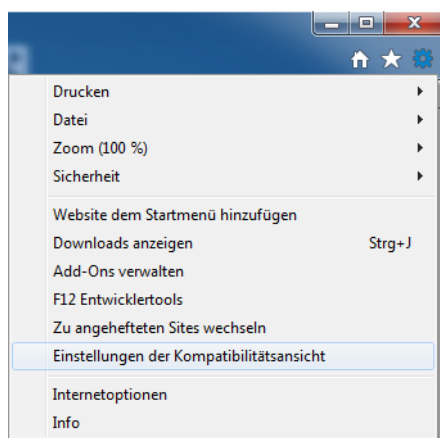 Drucken
Datei
Zoom (100 %)
Sicherheit
Website dem Startmenü hinzufügen
Downloads anzeigen Strg+J
Add-Ons verwalten
F12 Entwicklertools
Zu angehefteten Sites wechseln
Einstellungen der Kompatibilitätsansicht
Internetoptionen
Info